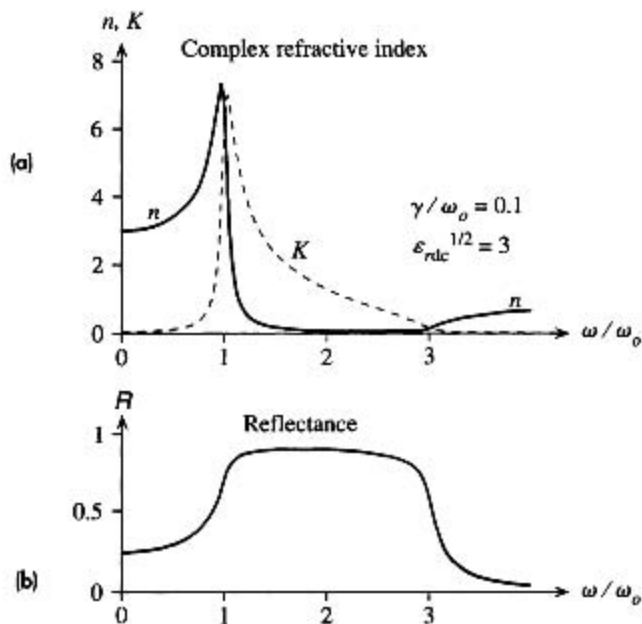 n, K
Complex refractive index
8
6
(a)
4
n
γ/ω_o = 0.1
ε_rdc^1/2 = 3
K
2
n
0
0 1 2 3 ω/ω_o
R
Reflectance
1
0.5
(b)
0
0 1 2 3 ω/ω_o